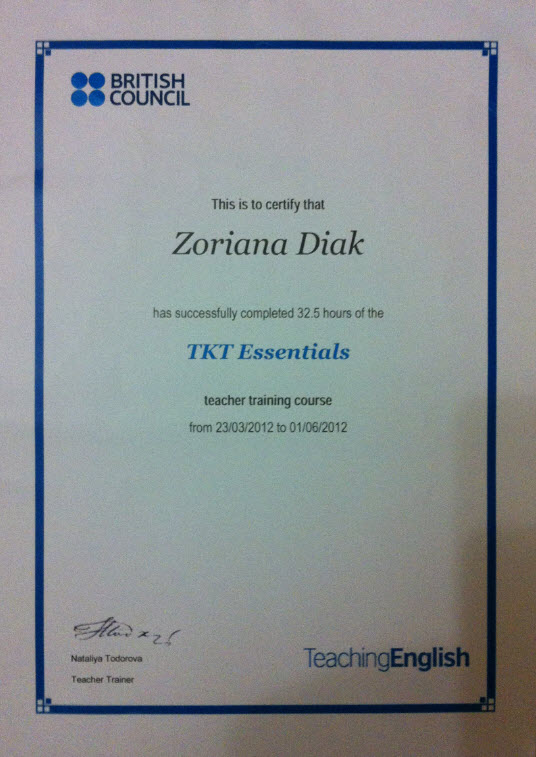 BRITISH
COUNCIL
This is to certify that
Zoriana Diak
has successfully completed 32.5 hours of the
TKT Essentials
teacher training course
from 23/03/2012 to 01/06/2012
Nataliya Todorova
Teacher Trainer
TeachingEnglish